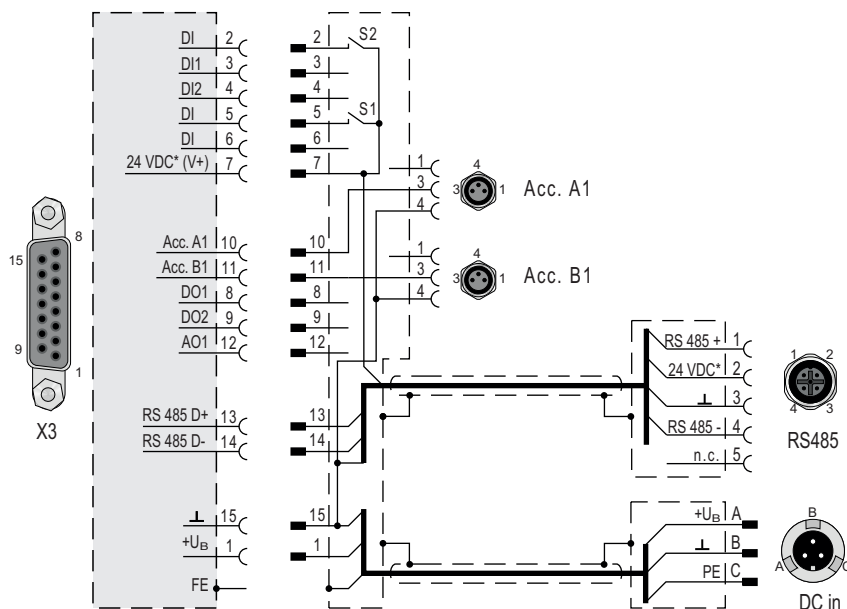 DI 2 2 S2
DI1 3 3
DI2 4 4
DI 5 5 S1
DI 6 6
24 VDC* (V+) 7 7
1 4
3 3 1 Acc. A1
4
8
15
9
1
X3
Acc. A1 10 10
Acc. B1 11 11
DO1 8 8
DO2 9 9
AO1 12 12
1 4
3 3 1 Acc. B1
4
RS 485 D+ 13 13
RS 485 D- 14 14
RS 485 + 1
24 VDC* 2
⊥ 3
RS 485 - 4
n.c. 5
1 2
4 3
RS485
⊥ 15 15
+UB 1 1
FE
+UB A
⊥ B
PE C
B
A C
DC in